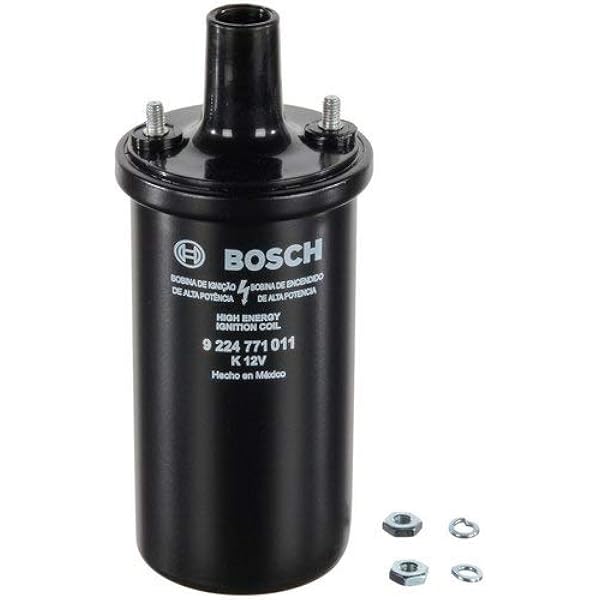 BOSCH
BOBINA DE IGNIÇÃO BOBINA DE ENCENDIDO
DE ALTA POTÊNCIA DE ALTA POTENCIA
HIGH ENERGY
IGNITION COIL
9 224 771 011
K 12V
Hecho en México